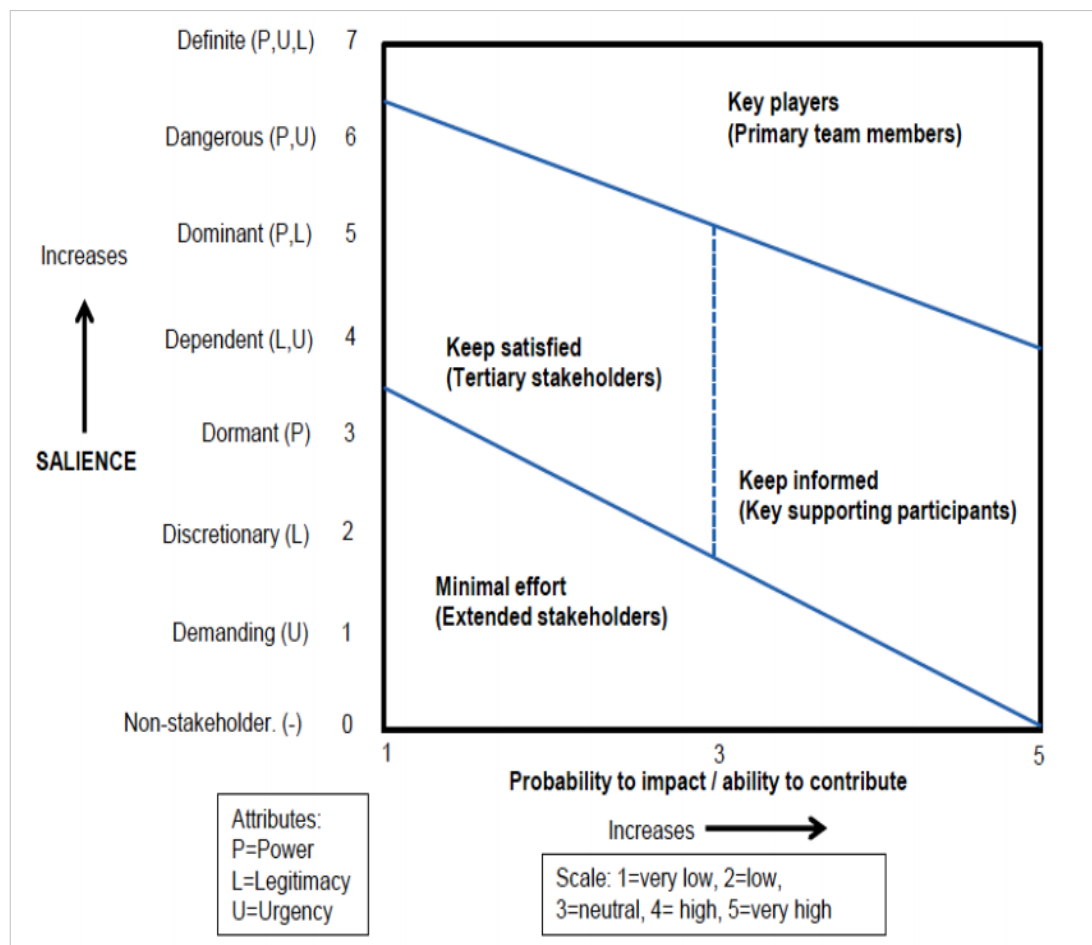 Definite (P,U,L) 7
Key players
(Primary team members)
Dangerous (P,U) 6
Dominant (P,L) 5
Increases
Dependent (L,U) 4
Keep satisfied
(Tertiary stakeholders)
Dormant (P) 3
SALIENCE
Keep informed
(Key supporting participants)
Discretionary (L) 2
Minimal effort
(Extended stakeholders)
Demanding (U) 1
Non-stakeholder. (-) 0
1 3 5
Probability to impact / ability to contribute
Increases
Attributes:
P=Power
L=Legitimacy
U=Urgency
Scale: 1=very low, 2=low,
3=neutral, 4= high, 5=very high